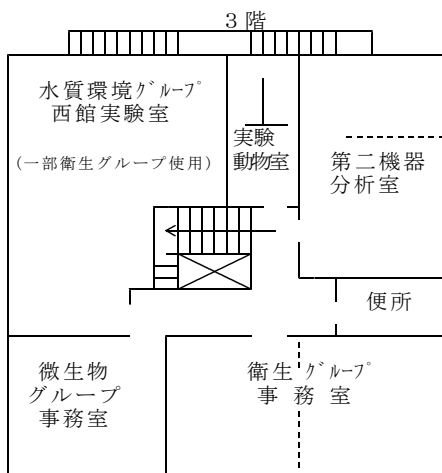 ３階
水質環境ｸﾞﾙｰﾌﾟ
西館実験室
(一部衛生グループ使用)
実験
動物室
第二機器
分析室
便所
微生物
グループ
事務室
衛生ｸﾞﾙｰﾌﾟ
事務室